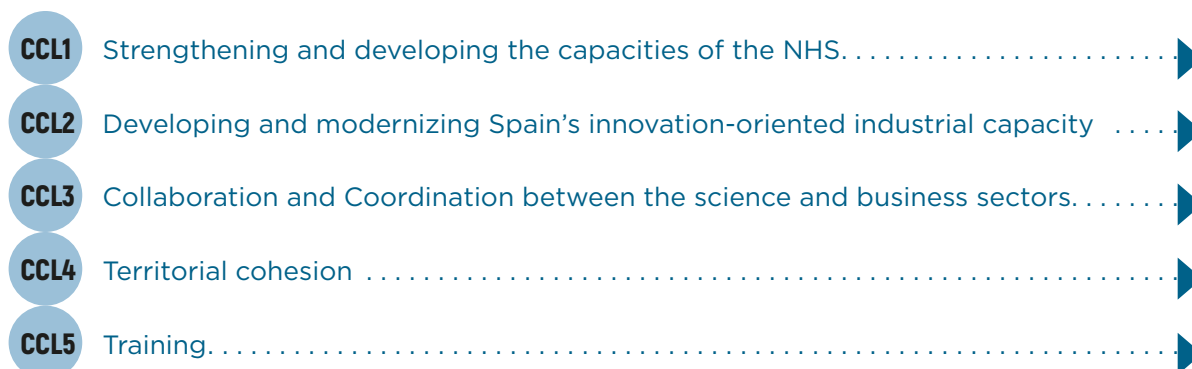 CCL1 Strengthening and developing the capacities of the NHS. . . . . . . . . . . . . . . . . . . . . . . .
CCL2 Developing and modernizing Spain's innovation-oriented industrial capacity . . . . .
CCL3 Collaboration and Coordination between the science and business sectors. . . . . . . .
CCL4 Territorial cohesion . . . . . . . . . . . . . . . . . . . . . . . . . . . . . . . . . . . . . . . . . . . . . . . . . . . . . . . . .
CCL5 Training. . . . . . . . . . . . . . . . . . . . . . . . . . . . . . . . . . . . . . . . . . . . . . . . . . . . . . . . . . . . . . . . . . . .